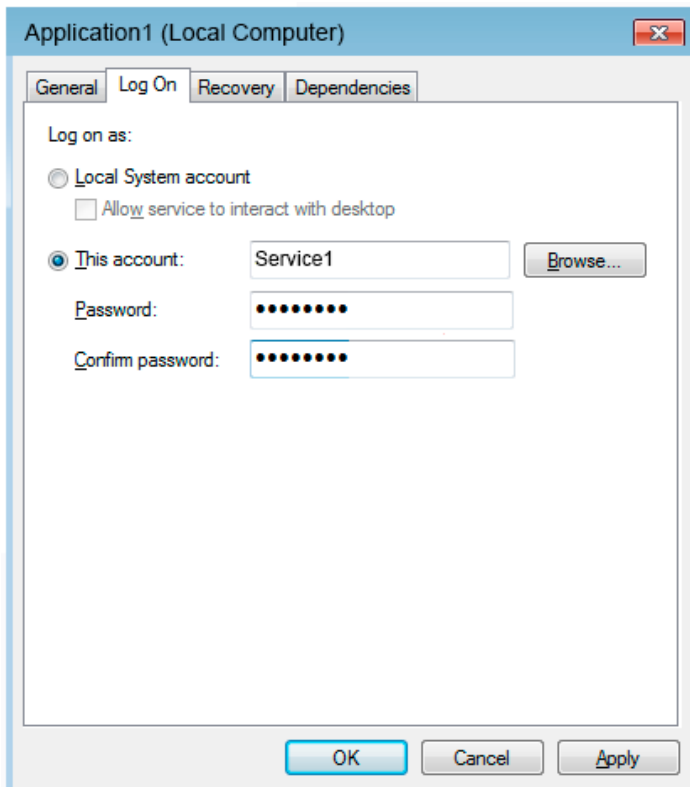 Application1 (Local Computer)
General Log On Recovery Dependencies
Log on as:
Local System account
Allow service to interact with desktop
This account: Service1 Browse...
Password: ••••••••
Confirm password: ••••••••
OK Cancel Apply